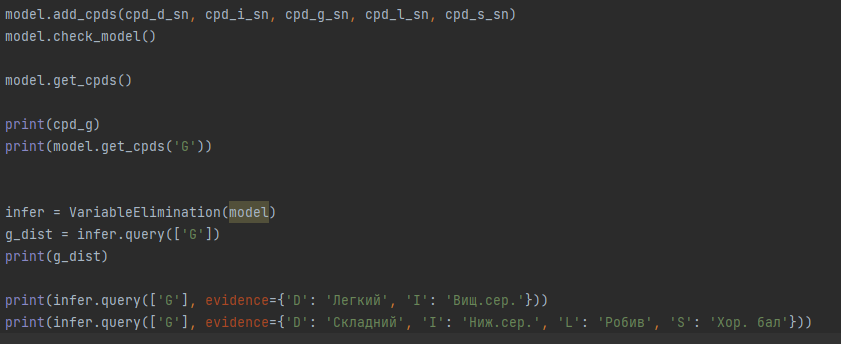 model.add_cpds(cpd_d_sn, cpd_i_sn, cpd_g_sn, cpd_l_sn, cpd_s_sn)
model.check_model()
model.get_cpds()
print(cpd_g)
print(model.get_cpds('G'))
infer = VariableElimination(model)
g_dist = infer.query(['G'])
print(g_dist)
print(infer.query(['G'], evidence={'D': 'Легкий', 'I': 'Вищ.сер.'}))
print(infer.query(['G'], evidence={'D': 'Складний', 'I': 'Ниж.сер.', 'L': 'Робив', 'S': 'Хор. бал'}))